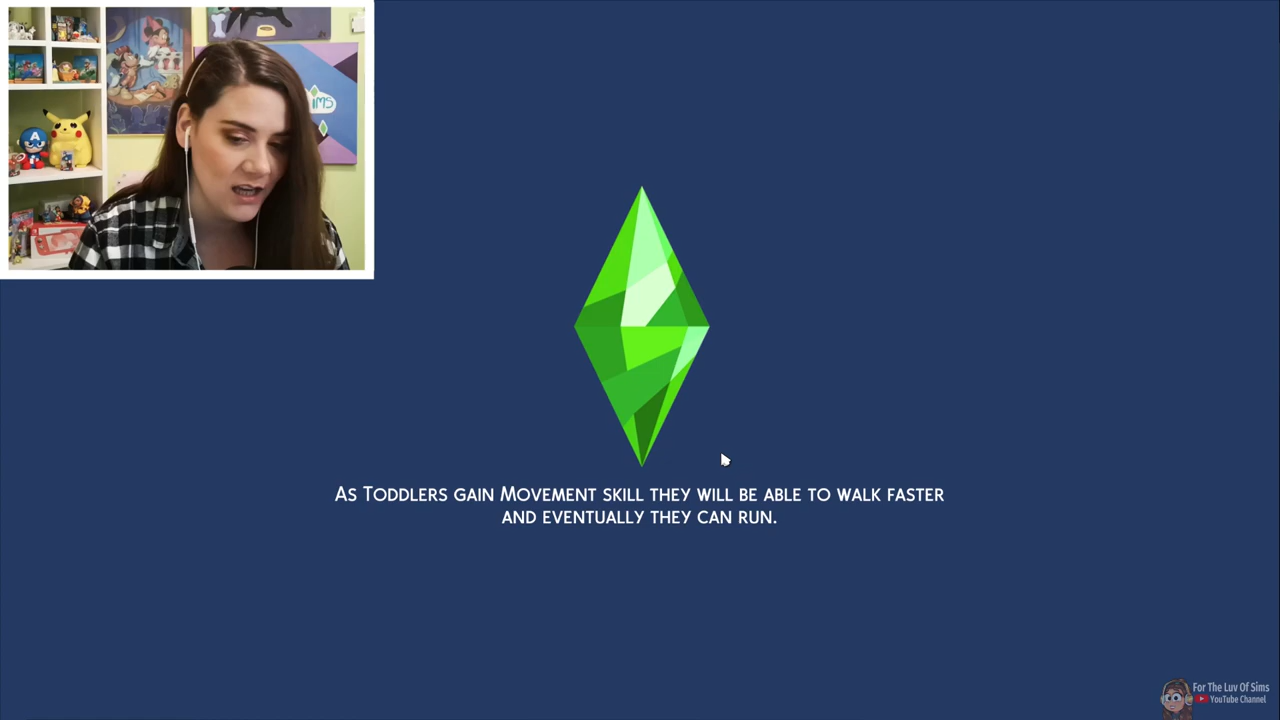 IMS
As Toddlers gain Movement skill they will be able to walk faster
and eventually they can run.
For The Luv Of Sims
YouTube Channel